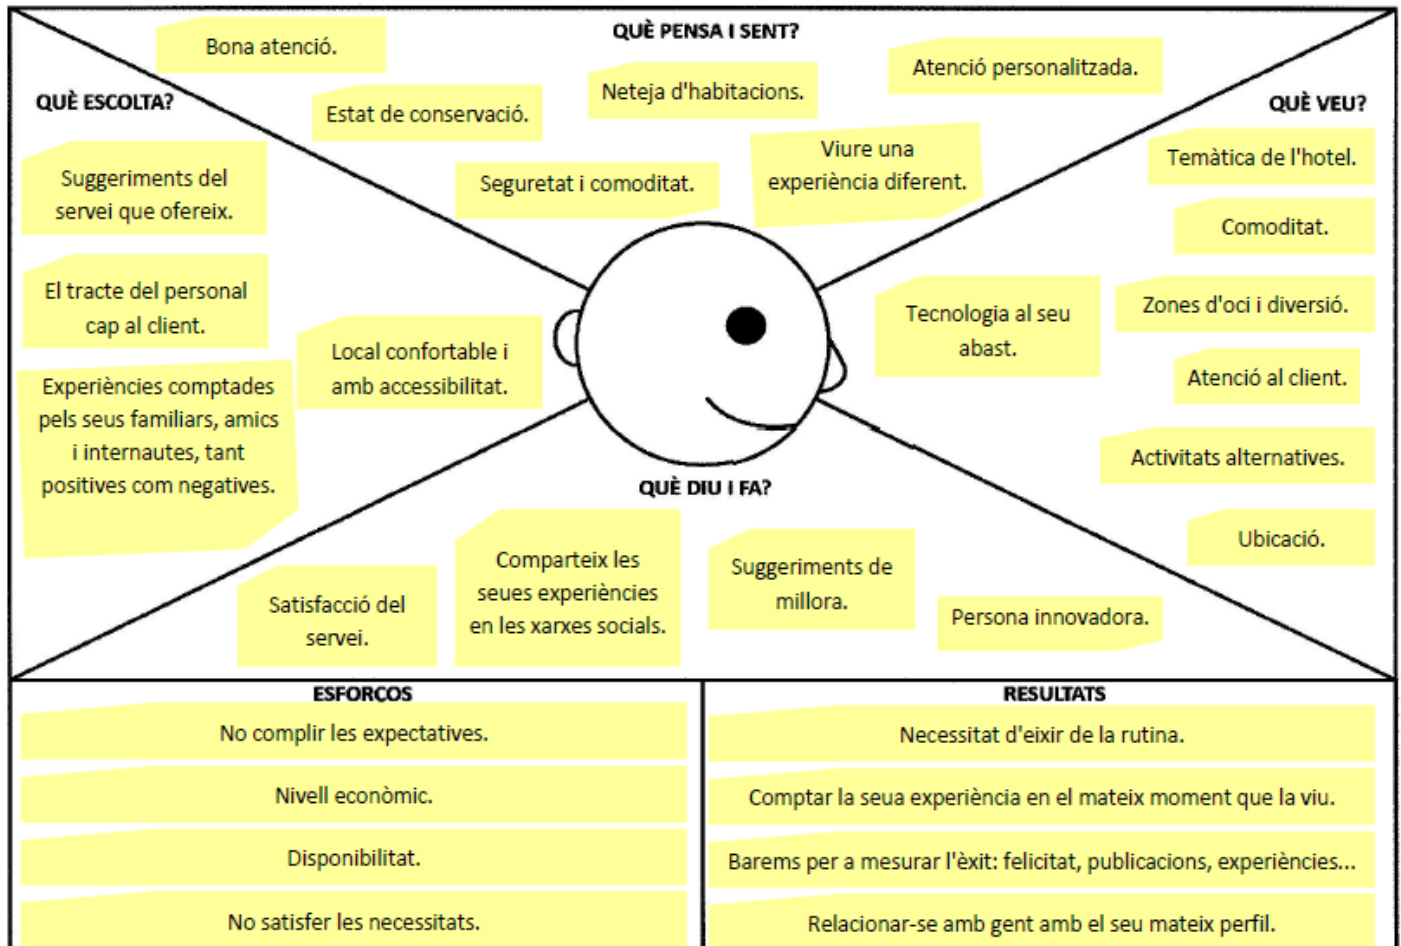 QUÈ PENSA I SENT?
Bona atenció.
Estat de conservació.
Neteja d'habitacions.
Atenció personalitzada.
Seguretat i comoditat.
Viure una
experiència diferent.
QUÈ ESCOLTA?
Suggeriments del
servei que ofereix.
El tracte del personal
cap al client.
Local confortable i
amb accessibilitat.
Experiències comptades
pels seus familiars, amics
i internautes, tant
positives com negatives.
QUÈ VEU?
Temàtica de l'hotel.
Comoditat.
Zones d'oci i diversió.
Tecnologia al seu
abast.
Atenció al client.
Activitats alternatives.
Ubicació.
QUÈ DIU I FA?
Satisfacció del
servei.
Comparteix les
seues experiències
en les xarxes socials.
Suggeriments de
millora.
Persona innovadora.
ESFORÇOS
No complir les expectatives.
Nivell econòmic.
Disponibilitat.
No satisfer les necessitats.
RESULTATS
Necessitat d'eixir de la rutina.
Comptar la seua experiència en el mateix moment que la viu.
Barems per a mesurar l'èxit: felicitat, publicacions, experiències...
Relacionar-se amb gent amb el seu mateix perfil.